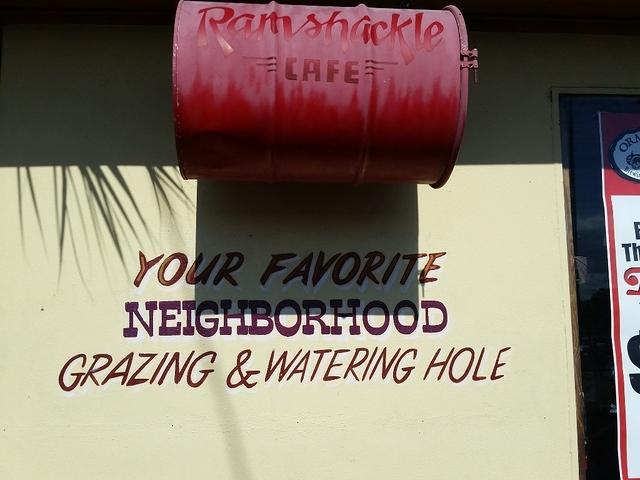 Ramshackle
CAFE
YOUR FAVORITE
NEIGHBORHOOD
GRAZING & WATERING HOLE